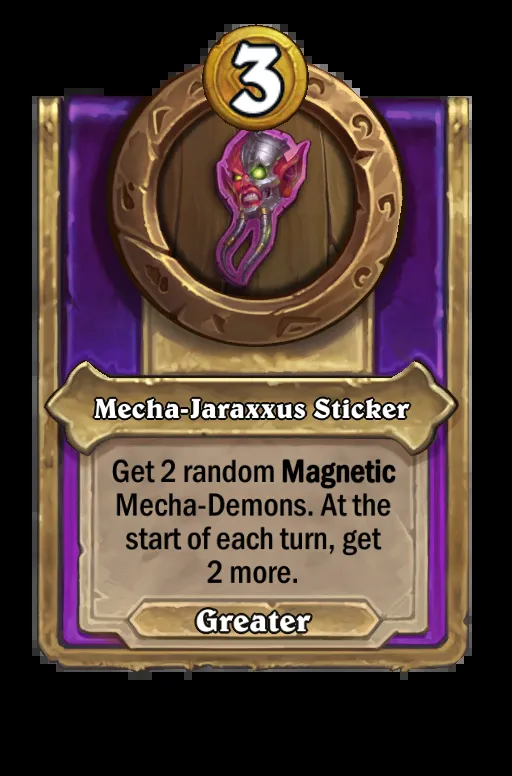 3
Mecha-Jaraxxus Sticker
Get 2 random Magnetic
Mecha-Demons. At the
start of each turn, get
2 more.
Greater